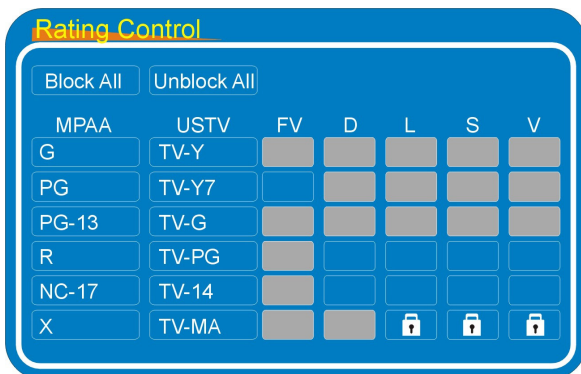 Rating Control
Block All Unblock All
MPAA USTV FV D L S V
G TV-Y
PG TV-Y7
PG-13 TV-G
R TV-PG
NC-17 TV-14
X TV-MA